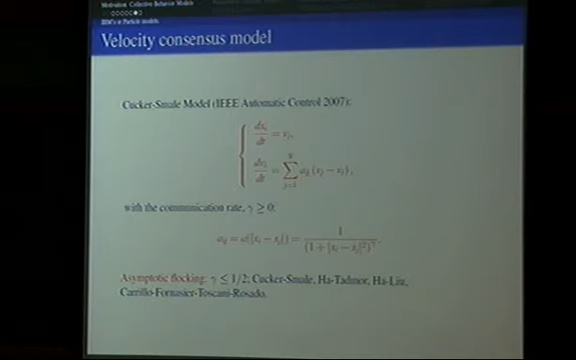 Motivation: Collective Behavior Models
IBM's or Particle models
Velocity consensus model
Cucker-Smale Model (IEEE Automatic Control 2007):
dx_i/dt = v_i,
dv_i/dt = ∑_{j=1}^{N} a_ij (v_j − v_i),
with the communication rate, γ ≥ 0:
a_ij = a(|x_i − x_j|) = 1/(1 + |x_i − x_j|²)^γ.
Asymptotic flocking: γ ≤ 1/2; Cucker-Smale, Ha-Tadmor, Ha-Liu,
Carrillo-Fornasier-Toscani-Rosado.